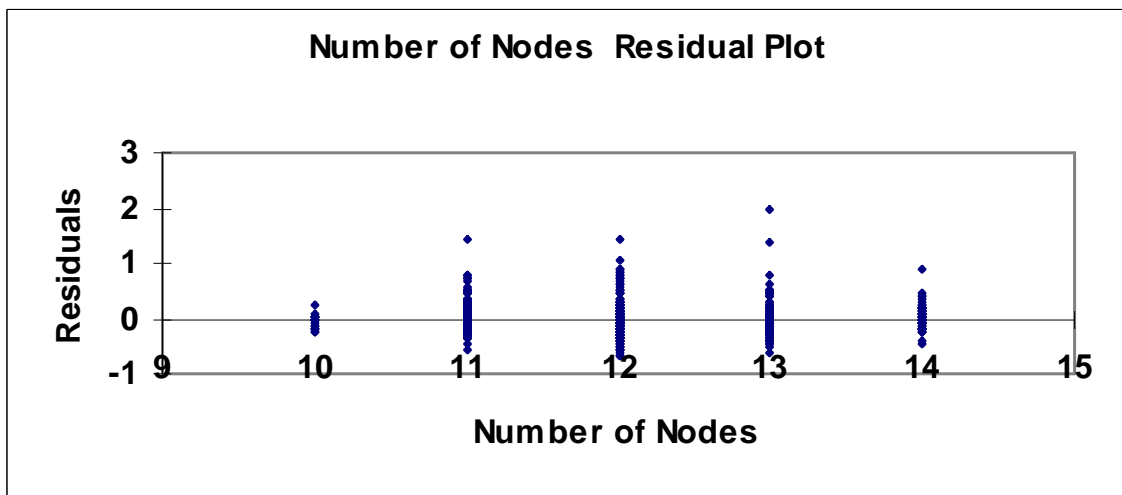 Number of Nodes Residual Plot
3
2
1
0
-1
Residuals
9 10 11 12 13 14 15
Number of Nodes